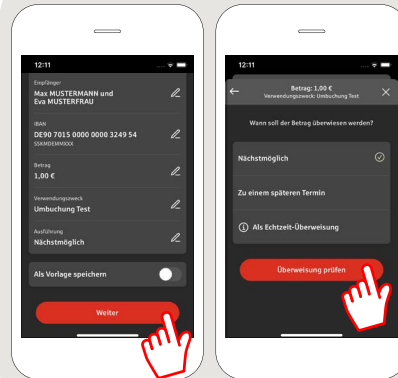 12:11
Empfänger
Max MUSTERMANN und
Eva MUSTERFRAU
IBAN
DE90 7015 0000 0000 3249 54
SSKMDEMMXXX
Betrag
1,00 €
Verwendungszweck
Umbuchung Test
Ausführung
Nächstmöglich
Als Vorlage speichern
Weiter
12:11
Betrag: 1,00 €
Verwendungszweck: Umbuchung Test
Wann soll der Betrag überwiesen werden?
Nächstmöglich
Zu einem späteren Termin
Als Echtzeit-Überweisung
Überweisung prüfen